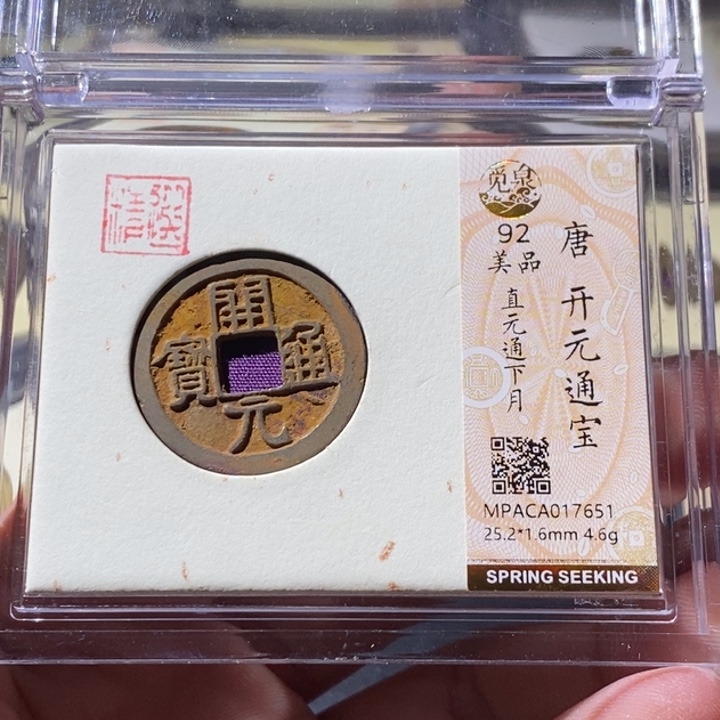 開元通寶
觅泉
92
美品
唐 开元通宝
直元通下月
MPACA017651
25.2*1.6mm 4.6g
SPRING SEEKING